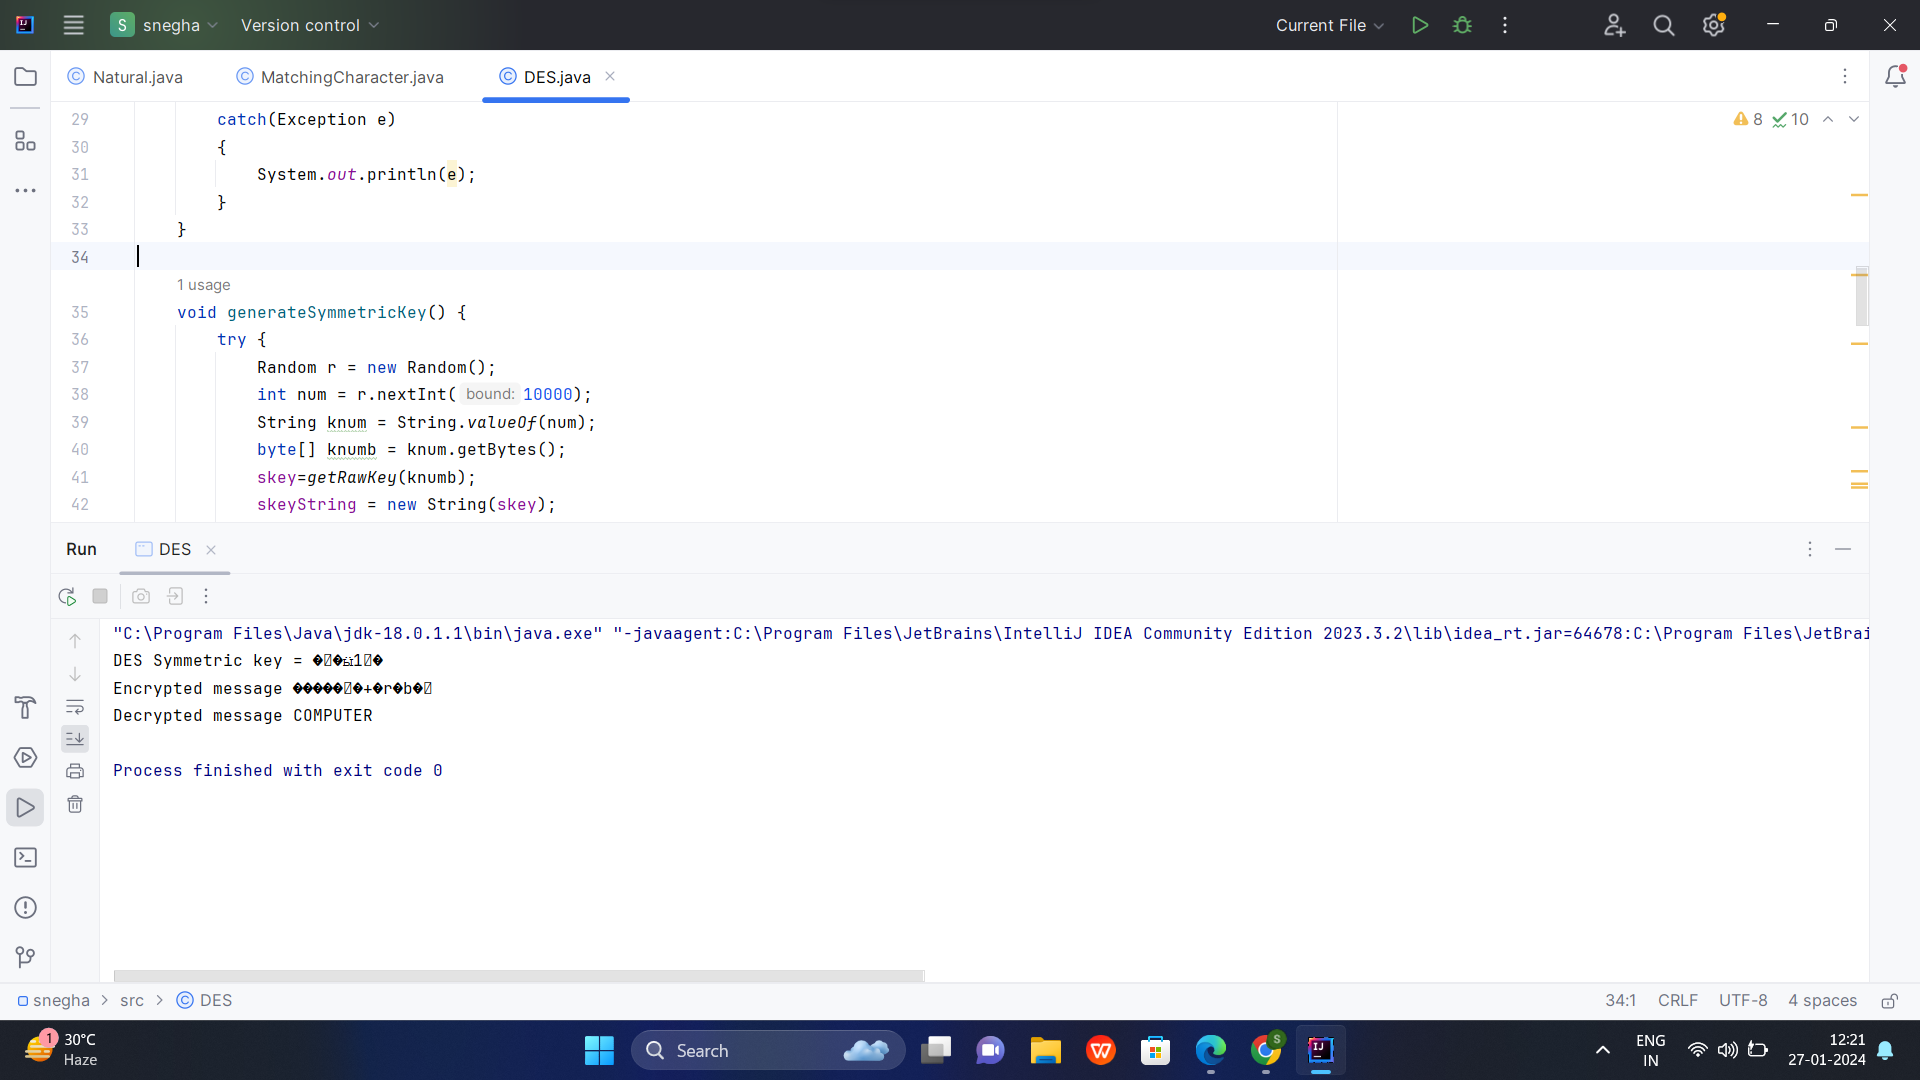 S snegha Version control Current File
Natural.java MatchingCharacter.java DES.java
29 catch(Exception e) 8 10
30 {
31 System.out.println(e);
32 }
33 }
34
1 usage
35 void generateSymmetricKey() {
36 try {
37 Random r = new Random();
38 int num = r.nextInt( bound: 10000);
39 String knum = String.valueOf(num);
40 byte[] knumb = knum.getBytes();
41 skey=getRawKey(knumb);
42 skeyString = new String(skey);
Run DES
"C:\Program Files\Java\jdk-18.0.1.1\bin\java.exe" "-javaagent:C:\Program Files\JetBrains\IntelliJ IDEA Community Edition 2023.3.2\lib\idea_rt.jar=64678:C:\Program Files\JetBrai
DES Symmetric key =
Encrypted message
Decrypted message COMPUTER
Process finished with exit code 0
snegha > src > DES 34:1 CRLF UTF-8 4 spaces
1 30°C
Haze
Search
ENG
IN
12:21
27-01-2024